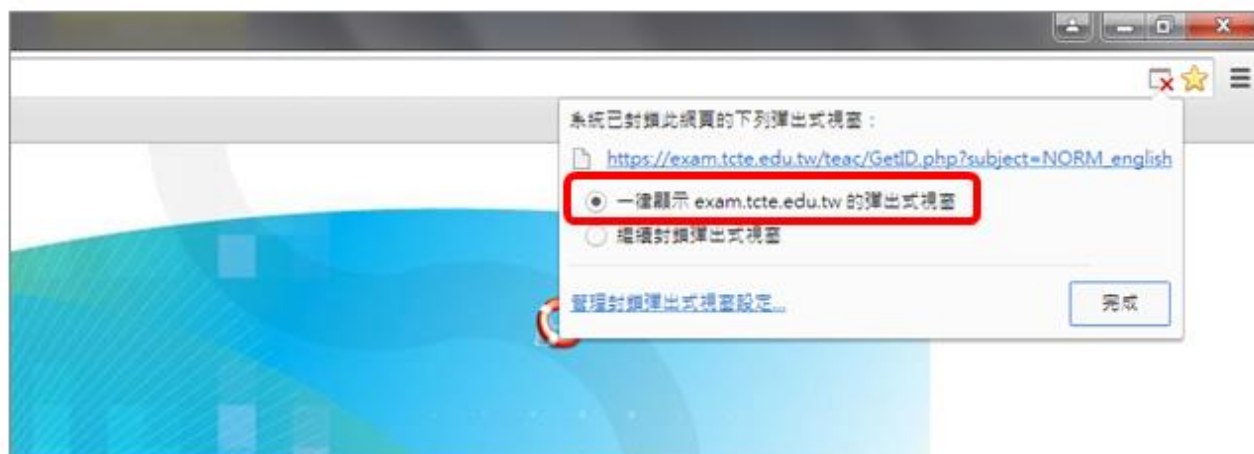 系統已封鎖此網頁的下列彈出式視窗：
https://exam.tcte.edu.tw/teac/GetID.php?subject=NORM_english
一律顯示 exam.tcte.edu.tw 的彈出式視窗
繼續封鎖彈出式視窗
管理封鎖彈出式視窗設定...
完成